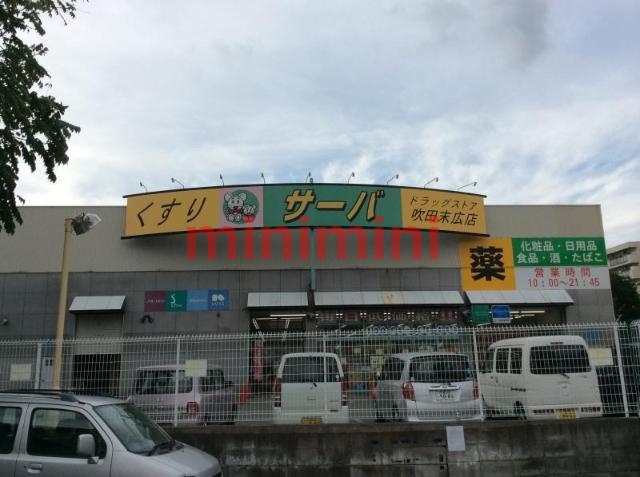 くすり
サーバ
ドラッグストア
吹田末広店
minimini
薬
化粧品・日用品
食品・酒・たばこ
営業時間
10:00~21:45